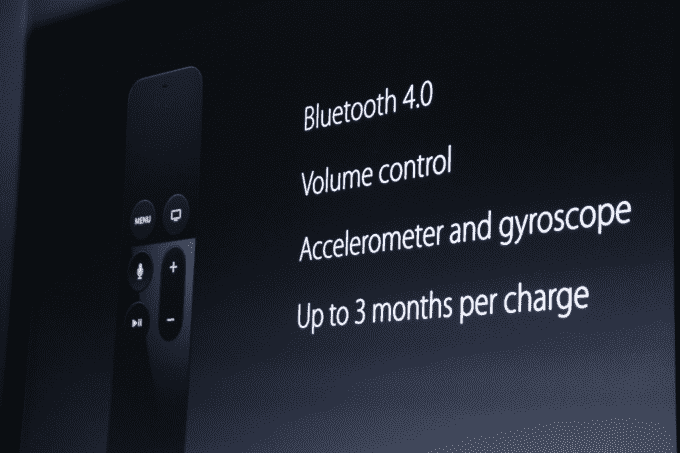 Bluetooth 4.0
Volume control
MENU
Accelerometer and gyroscope
Up to 3 months per charge